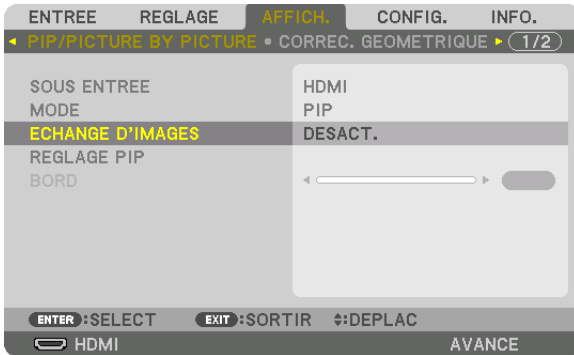 ENTREE REGLAGE AFFICH. CONFIG. INFO.
PIP/PICTURE BY PICTURE • CORREC. GEOMETRIQUE 1/2
SOUS ENTREE HDMI
MODE PIP
ECHANGE D'IMAGES DESACT.
REGLAGE PIP
BORD
ENTER :SELECT EXIT :SORTIR :DEPLAC
HDMI AVANCE